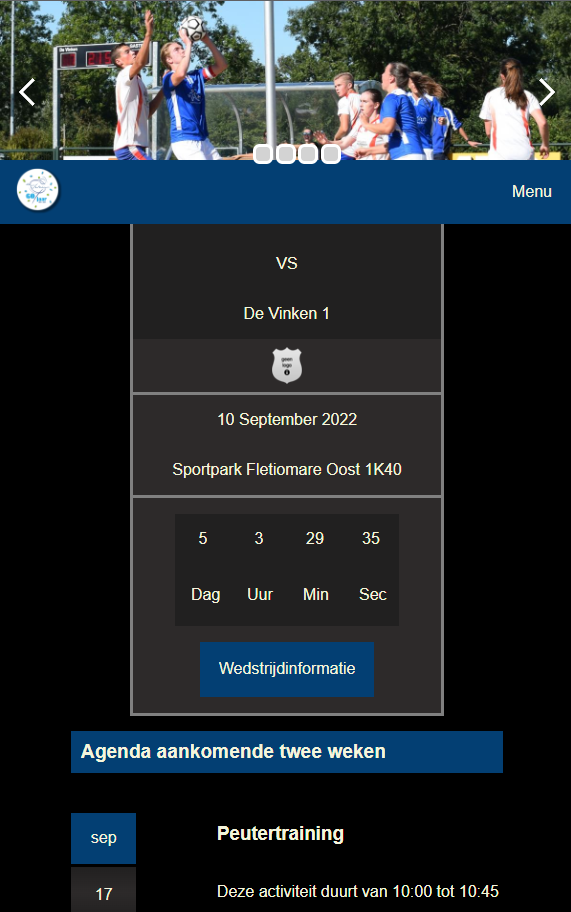 De Vinken
Menu
VS
De Vinken 1
geen
logo
10 September 2022
Sportpark Fletiomare Oost 1K40
5 3 29 35
Dag Uur Min Sec
Wedstrijdinformatie
Agenda aankomende twee weken
sep
Peutertraining
17
Deze activiteit duurt van 10:00 tot 10:45